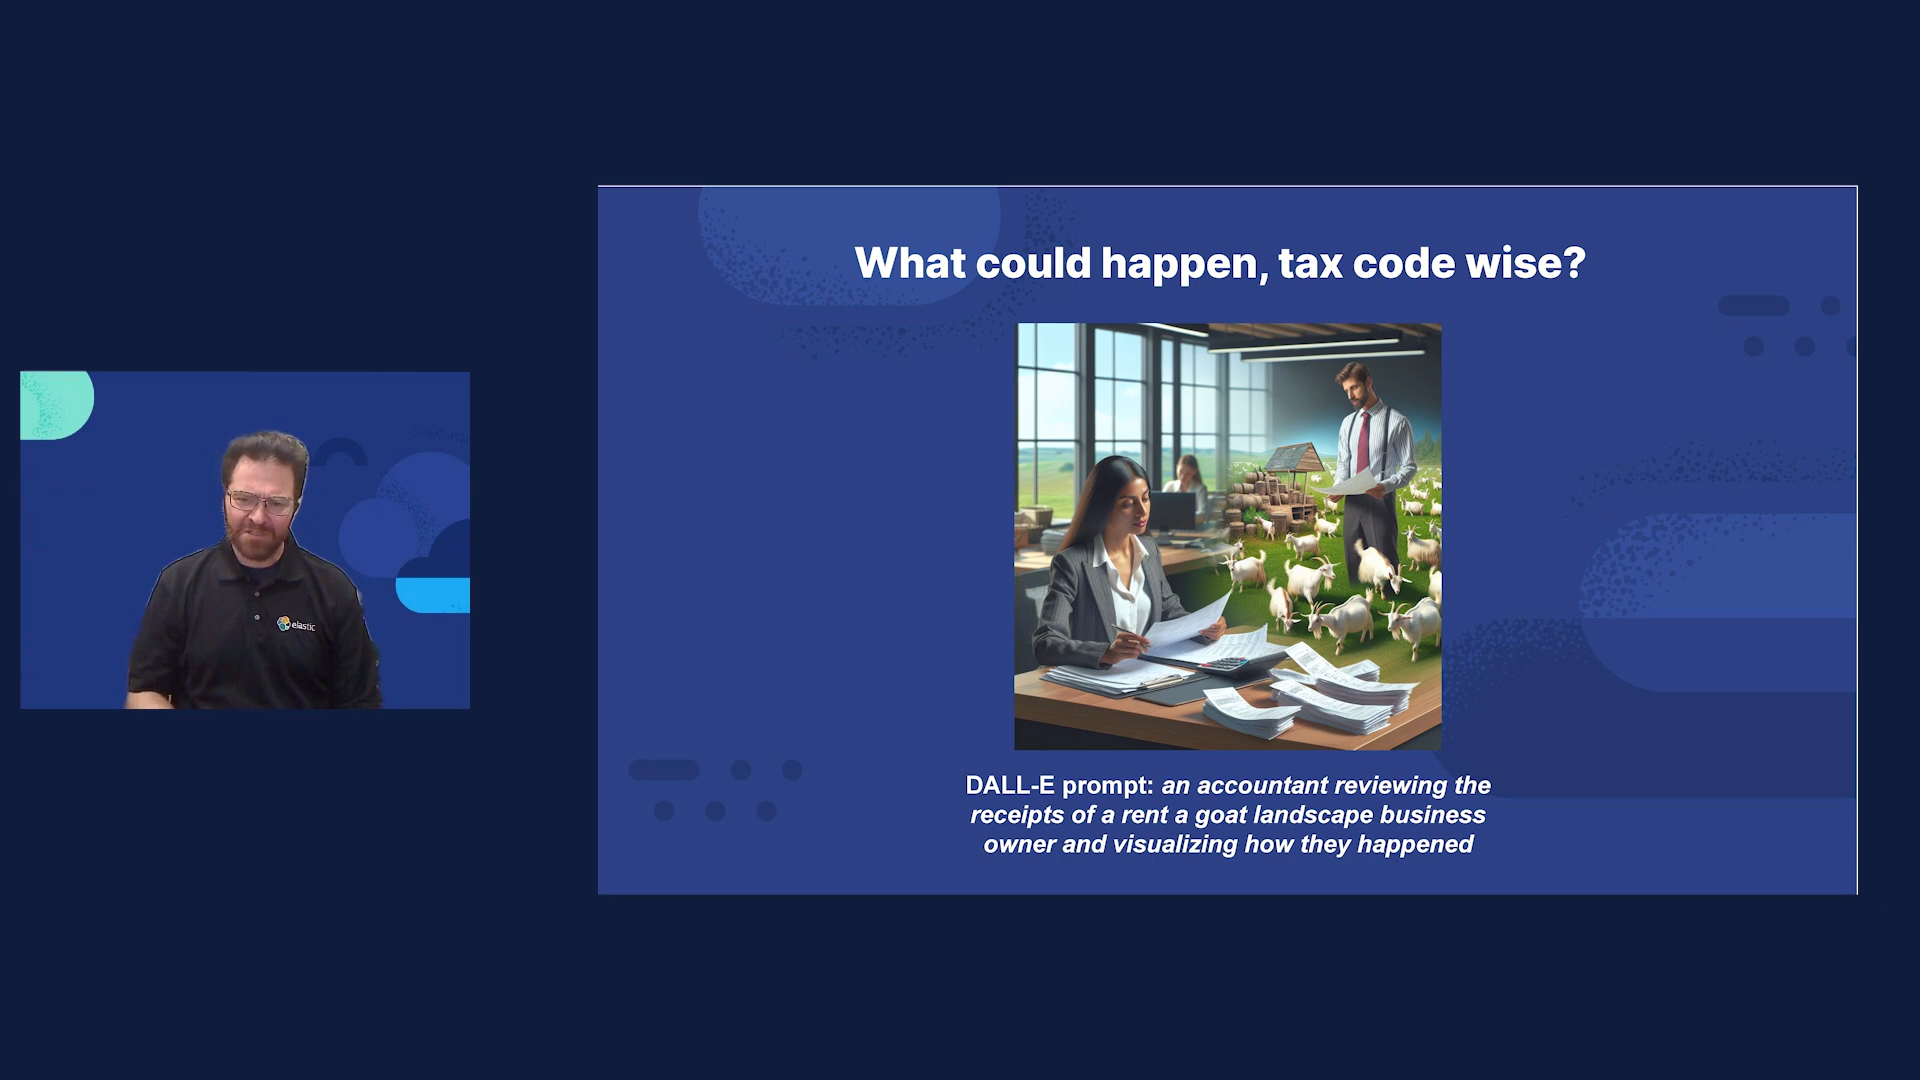 What could happen, tax code wise?
elastic
DALL-E prompt: an accountant reviewing the
receipts of a rent a goat landscape business
owner and visualizing how they happened